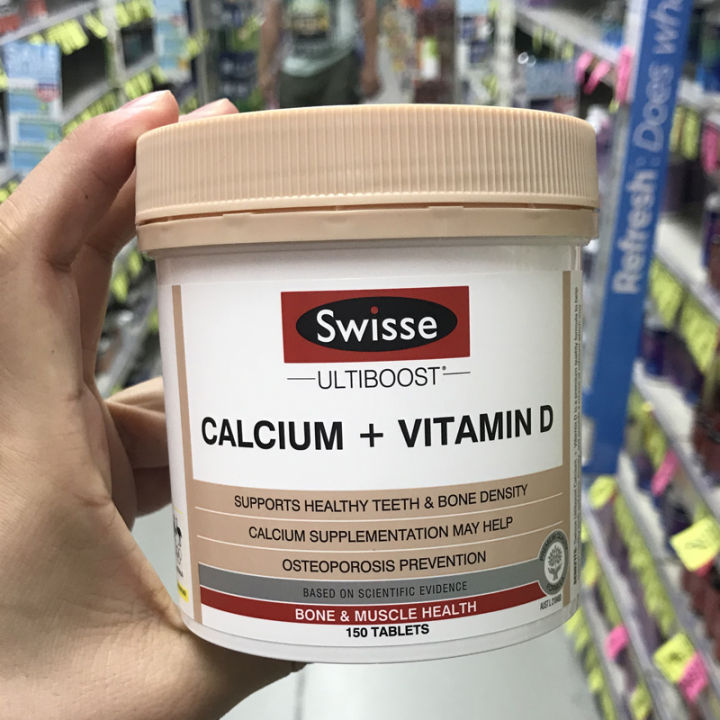 Swisse
ULTIBOOST®
CALCIUM + VITAMIN D
SUPPORTS HEALTHY TEETH & BONE DENSITY
CALCIUM SUPPLEMENTATION MAY HELP
OSTEOPOROSIS PREVENTION
BASED ON SCIENTIFIC EVIDENCE
BONE & MUSCLE HEALTH
150 TABLETS
Refresh: Does